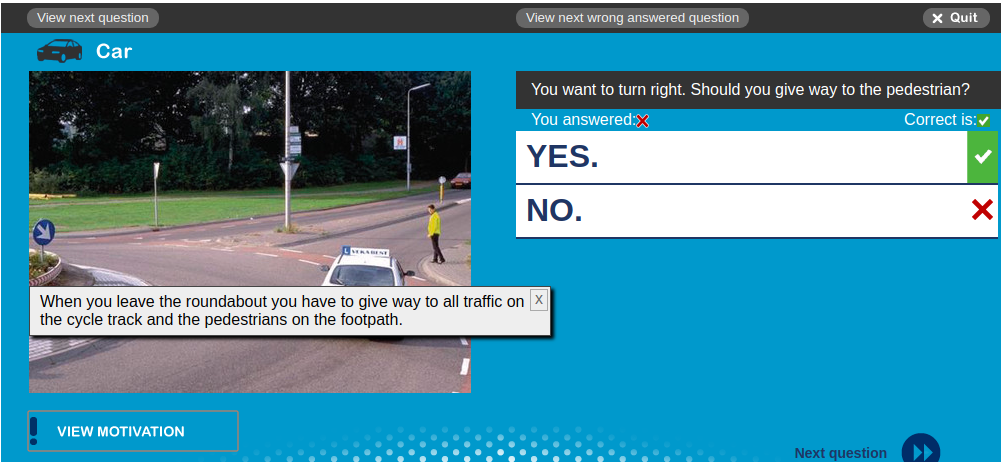 View next question
View next wrong answered question
Quit
Car
You want to turn right. Should you give way to the pedestrian?
You answered:
Correct is:
YES.
NO.
L
When you leave the roundabout you have to give way to all traffic on
the cycle track and the pedestrians on the footpath.
X
VIEW MOTIVATION
Next question